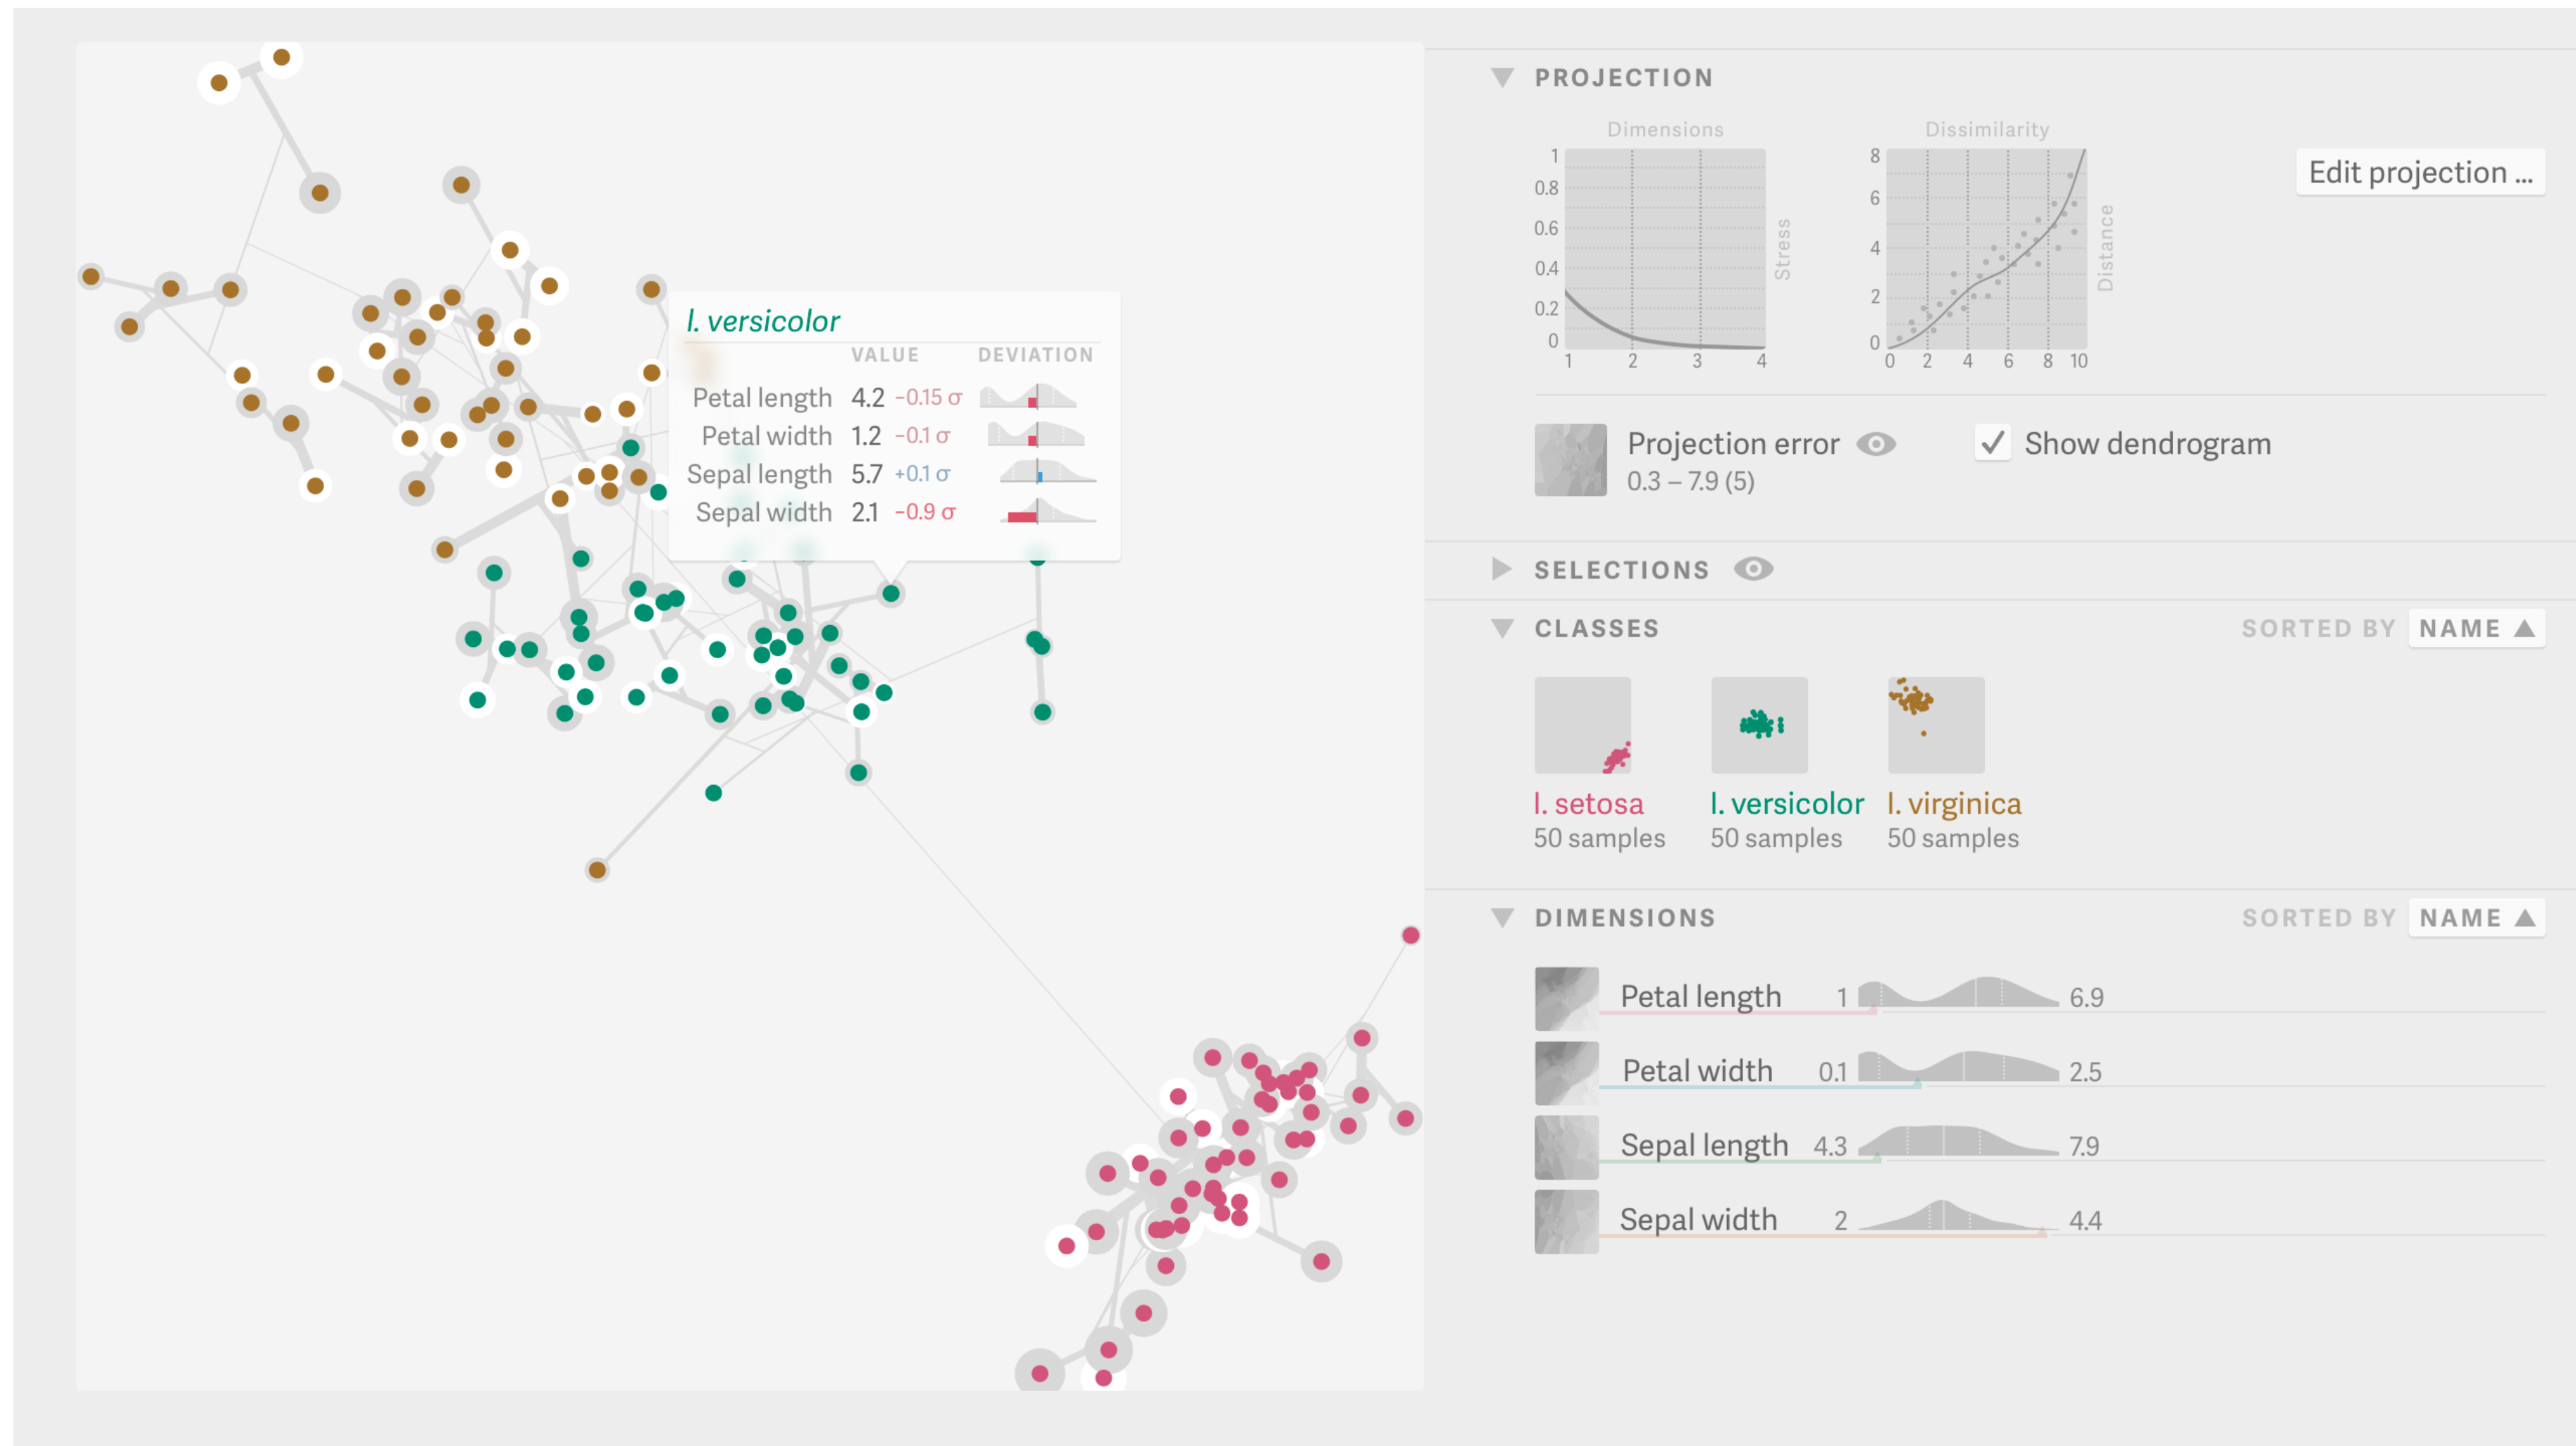 I. versicolor
VALUE DEVIATION
Petal length 4.2 −0.15 σ
Petal width 1.2 −0.1 σ
Sepal length 5.7 +0.1 σ
Sepal width 2.1 −0.9 σ
PROJECTION
Dimensions
1
0.8
0.6
0.4
0.2
0
1 2 3 4
Stress
Dissimilarity
8
6
4
2
0
0 2 4 6 8 10
Distance
Edit projection ...
Projection error
0.3 – 7.9 (5)
Show dendrogram
SELECTIONS
CLASSES
SORTED BY NAME
I. setosa
50 samples
I. versicolor
50 samples
I. virginica
50 samples
DIMENSIONS
SORTED BY NAME
Petal length 1 6.9
Petal width 0.1 2.5
Sepal length 4.3 7.9
Sepal width 2 4.4